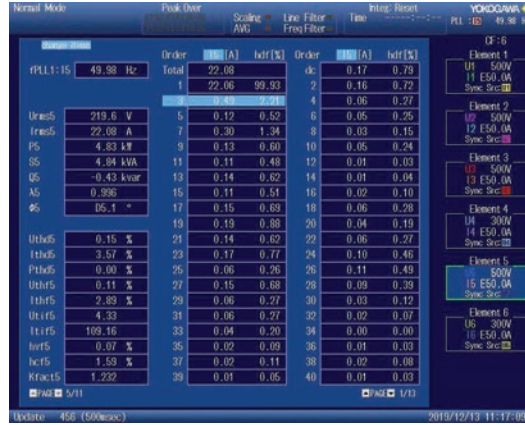 Normal Mode Peak Over Scaling Line Filter Integ: Reset YOKOGAWA
AVG Freq Filter Time PLL :I5 49.98 Hz
Change Items
Order I5 [A] hdf[%] Order I5 [A] hdf[%]
fPLL1:I5 49.98 Hz Total 22.08 dc 0.17 0.79
1 22.06 99.93 2 0.16 0.72
3 0.49 2.21 4 0.06 0.27
Urms5 219.6 V 5 0.12 0.52 6 0.05 0.25
Irms5 22.08 A 7 0.30 1.34 8 0.03 0.15
P5 4.83 kW 9 0.13 0.60 10 0.05 0.24
S5 4.84 kVA 11 0.11 0.48 12 0.01 0.03
Q5 -0.43 kvar 13 0.14 0.62 14 0.01 0.04
λ5 0.996 15 0.11 0.51 16 0.02 0.10
Φ5 D5.1 ° 17 0.15 0.69 18 0.06 0.28
19 0.19 0.88 20 0.04 0.19
Uthd5 0.15 % 21 0.14 0.62 22 0.06 0.27
Ithd5 3.57 % 23 0.17 0.77 24 0.10 0.46
Pthd5 0.00 % 25 0.06 0.26 26 0.11 0.49
Uthf5 0.11 % 27 0.15 0.68 28 0.09 0.39
Ithf5 2.89 % 29 0.06 0.27 30 0.03 0.12
Utif5 4.33 31 0.06 0.27 32 0.02 0.07
Itif5 109.16 33 0.04 0.20 34 0.00 0.00
hvf5 0.07 % 35 0.02 0.09 36 0.01 0.03
hcf5 1.59 % 37 0.02 0.11 38 0.02 0.08
Kfact5 1.232 39 0.01 0.05 40 0.01 0.03
PAGE 5/11 PAGE 1/13
CF:6
Element 1
U1 500V
I1 E50.0A
Sync Src:U1
Element 2
U2 500V
I2 E50.0A
Sync Src:
Element 3
U3 500V
I3 E50.0A
Sync Src:
Element 4
U4 300V
I4 E50.0A
Sync Src:
Element 5
U5 500V
I5 E50.0A
Sync Src:
Element 6
U6 300V
I6 E50.0A
Sync Src:
Update 456 (500msec) 2019/12/13 11:17:09